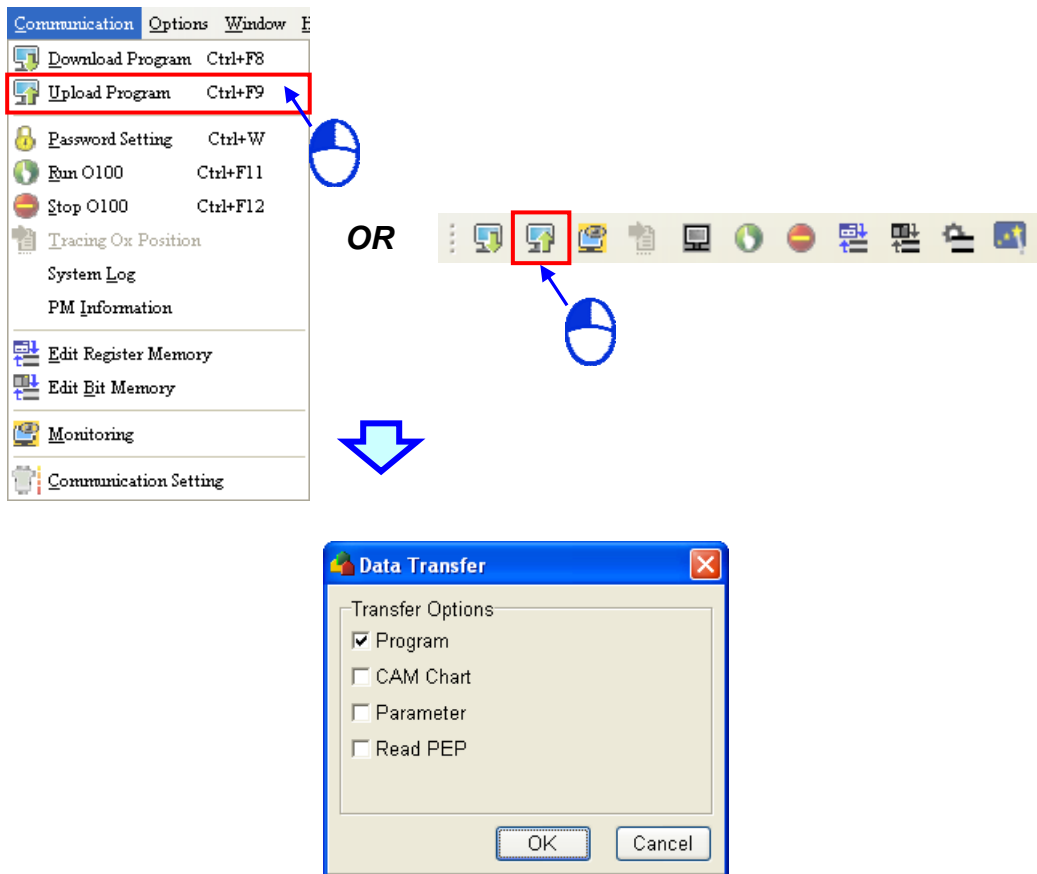 Communication Options Window
Download Program Ctrl+F8
Upload Program Ctrl+F9
Password Setting Ctrl+W
Run O100 Ctrl+F11
Stop O100 Ctrl+F12
Tracing Ox Position
System Log
PM Information
Edit Register Memory
Edit Bit Memory
Monitoring
Communication Setting
OR
Data Transfer
Transfer Options
Program
CAM Chart
Parameter
Read PEP
OK Cancel